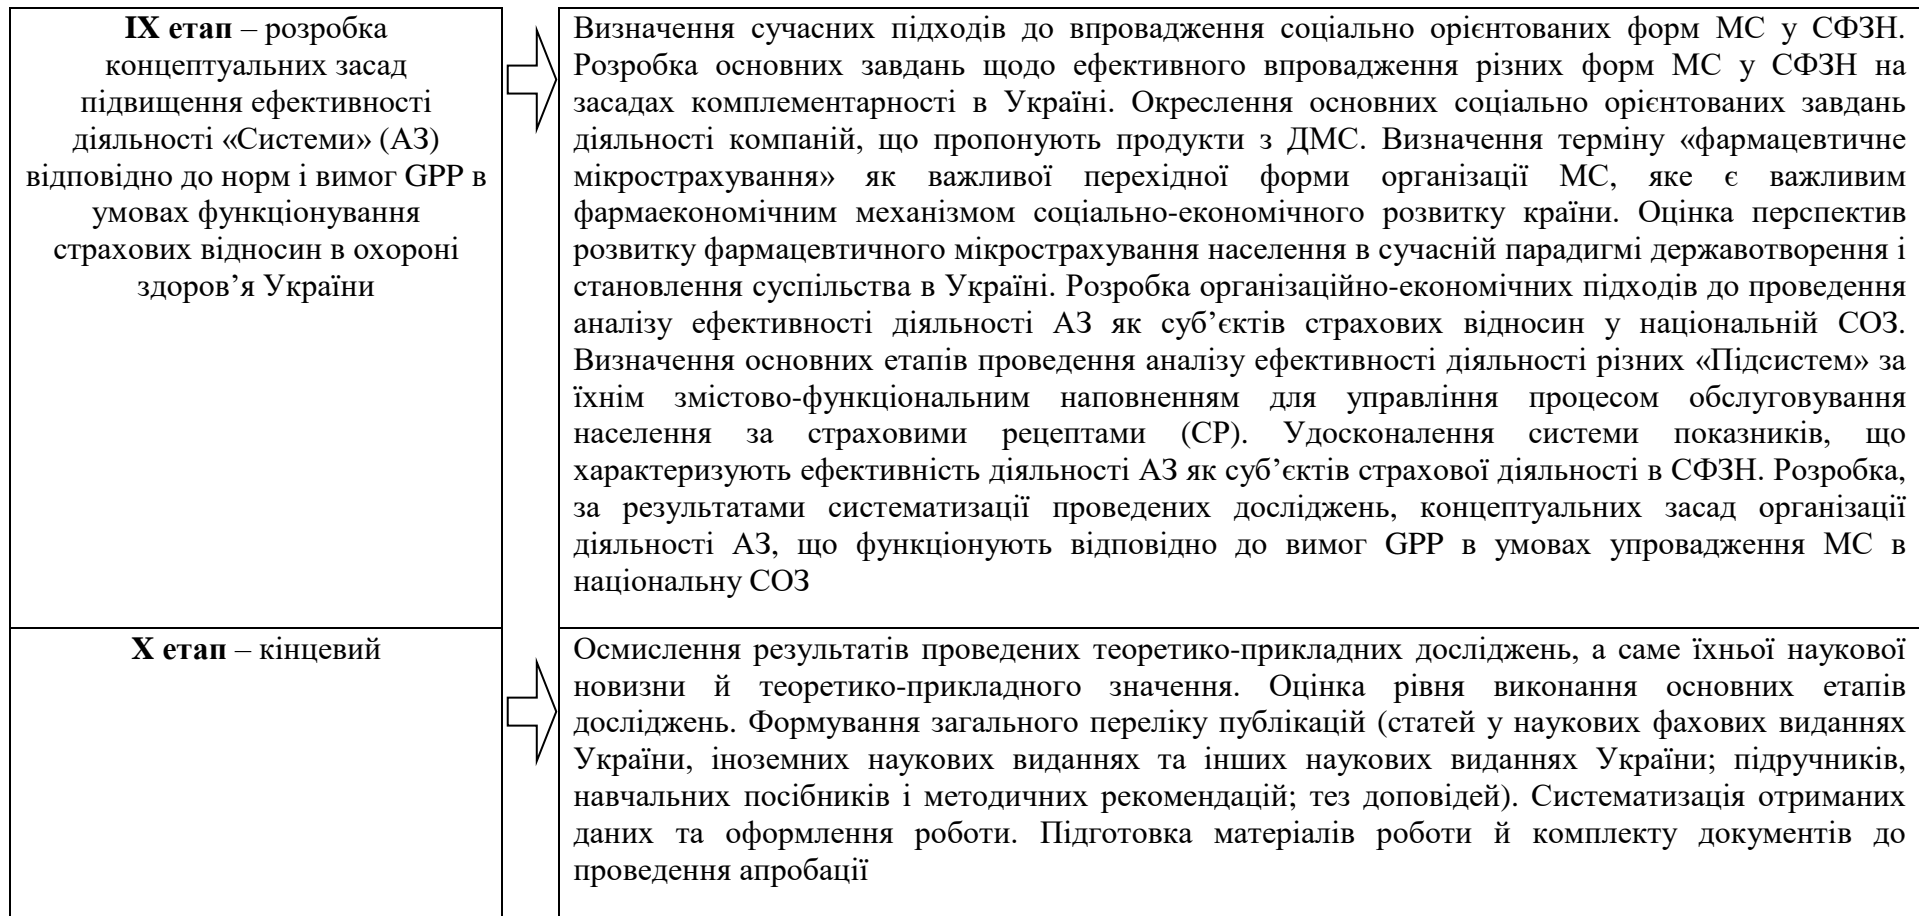 IX етап – розробка
концептуальних засад
підвищення ефективності
діяльності «Системи» (АЗ)
відповідно до норм і вимог GPP в
умовах функціонування
страхових відносин в охороні
здоров’я України
Визначення сучасних підходів до впровадження соціально орієнтованих форм МС у СФЗН.
Розробка основних завдань щодо ефективного впровадження різних форм МС у СФЗН на
засадах комплементарності в Україні. Окреслення основних соціально орієнтованих завдань
діяльності компаній, що пропонують продукти з ДМС. Визначення терміну «фармацевтичне
мікрострахування» як важливої перехідної форми організації МС, яке є важливим
фармаекономічним механізмом соціально-економічного розвитку країни. Оцінка перспектив
розвитку фармацевтичного мікрострахування населення в сучасній парадигмі державотворення і
становлення суспільства в Україні. Розробка організаційно-економічних підходів до проведення
аналізу ефективності діяльності АЗ як суб’єктів страхових відносин у національній СОЗ.
Визначення основних етапів проведення аналізу ефективності діяльності різних «Підсистем» за
їхнім змістово-функціональним наповненням для управління процесом обслуговування
населення за страховими рецептами (СР). Удосконалення системи показників, що
характеризують ефективність діяльності АЗ як суб’єктів страхової діяльності в СФЗН. Розробка,
за результатами систематизації проведених досліджень, концептуальних засад організації
діяльності АЗ, що функціонують відповідно до вимог GPP в умовах упровадження МС в
національну СОЗ
X етап – кінцевий
Осмислення результатів проведених теоретико-прикладних досліджень, а саме їхньої наукової
новизни й теоретико-прикладного значення. Оцінка рівня виконання основних етапів
досліджень. Формування загального переліку публікацій (статей у наукових фахових виданнях
України, іноземних наукових виданнях та інших наукових виданнях України; підручників,
навчальних посібників і методичних рекомендацій; тез доповідей). Систематизація отриманих
даних та оформлення роботи. Підготовка матеріалів роботи й комплекту документів до
проведення апробації